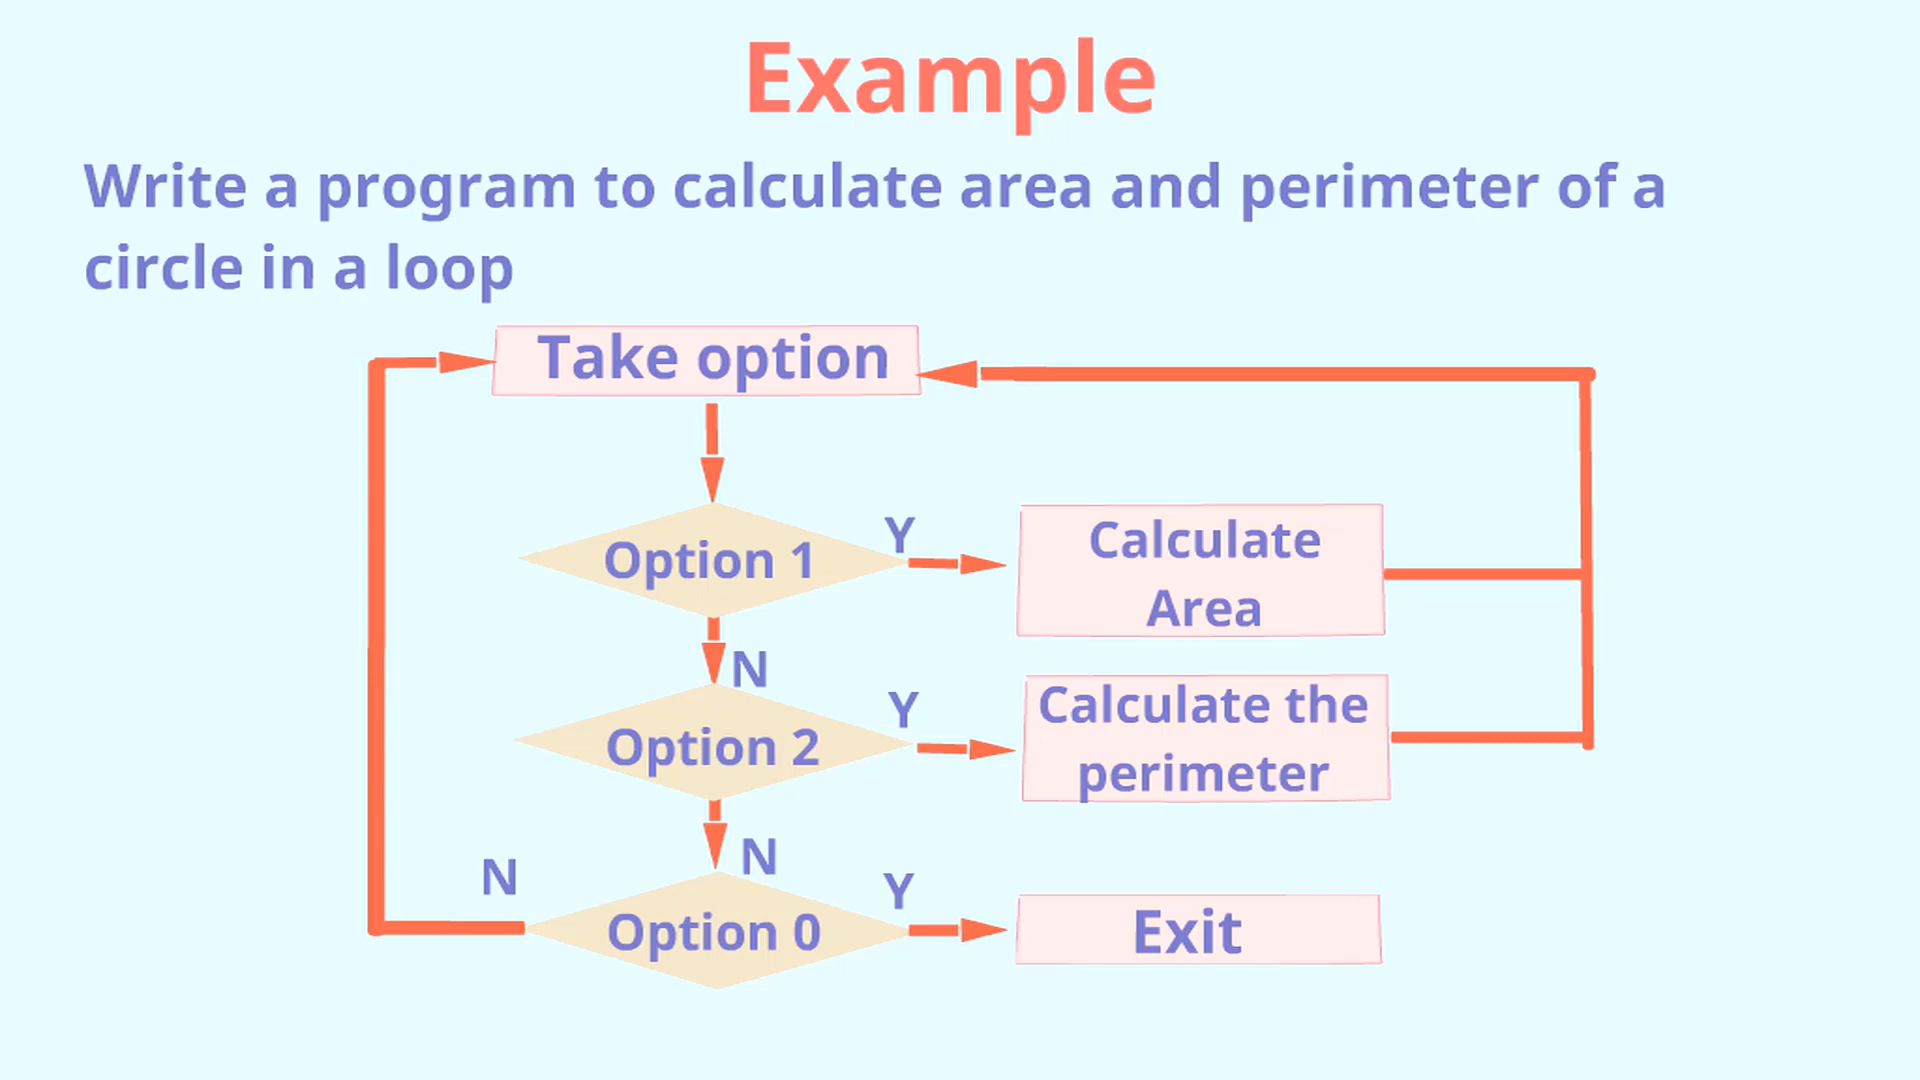 Example
Write a program to calculate area and perimeter of a
circle in a loop
Take option
Option 1
Y
Calculate
Area
N
Option 2
Y
Calculate the
perimeter
N
N
Option 0
Y
Exit